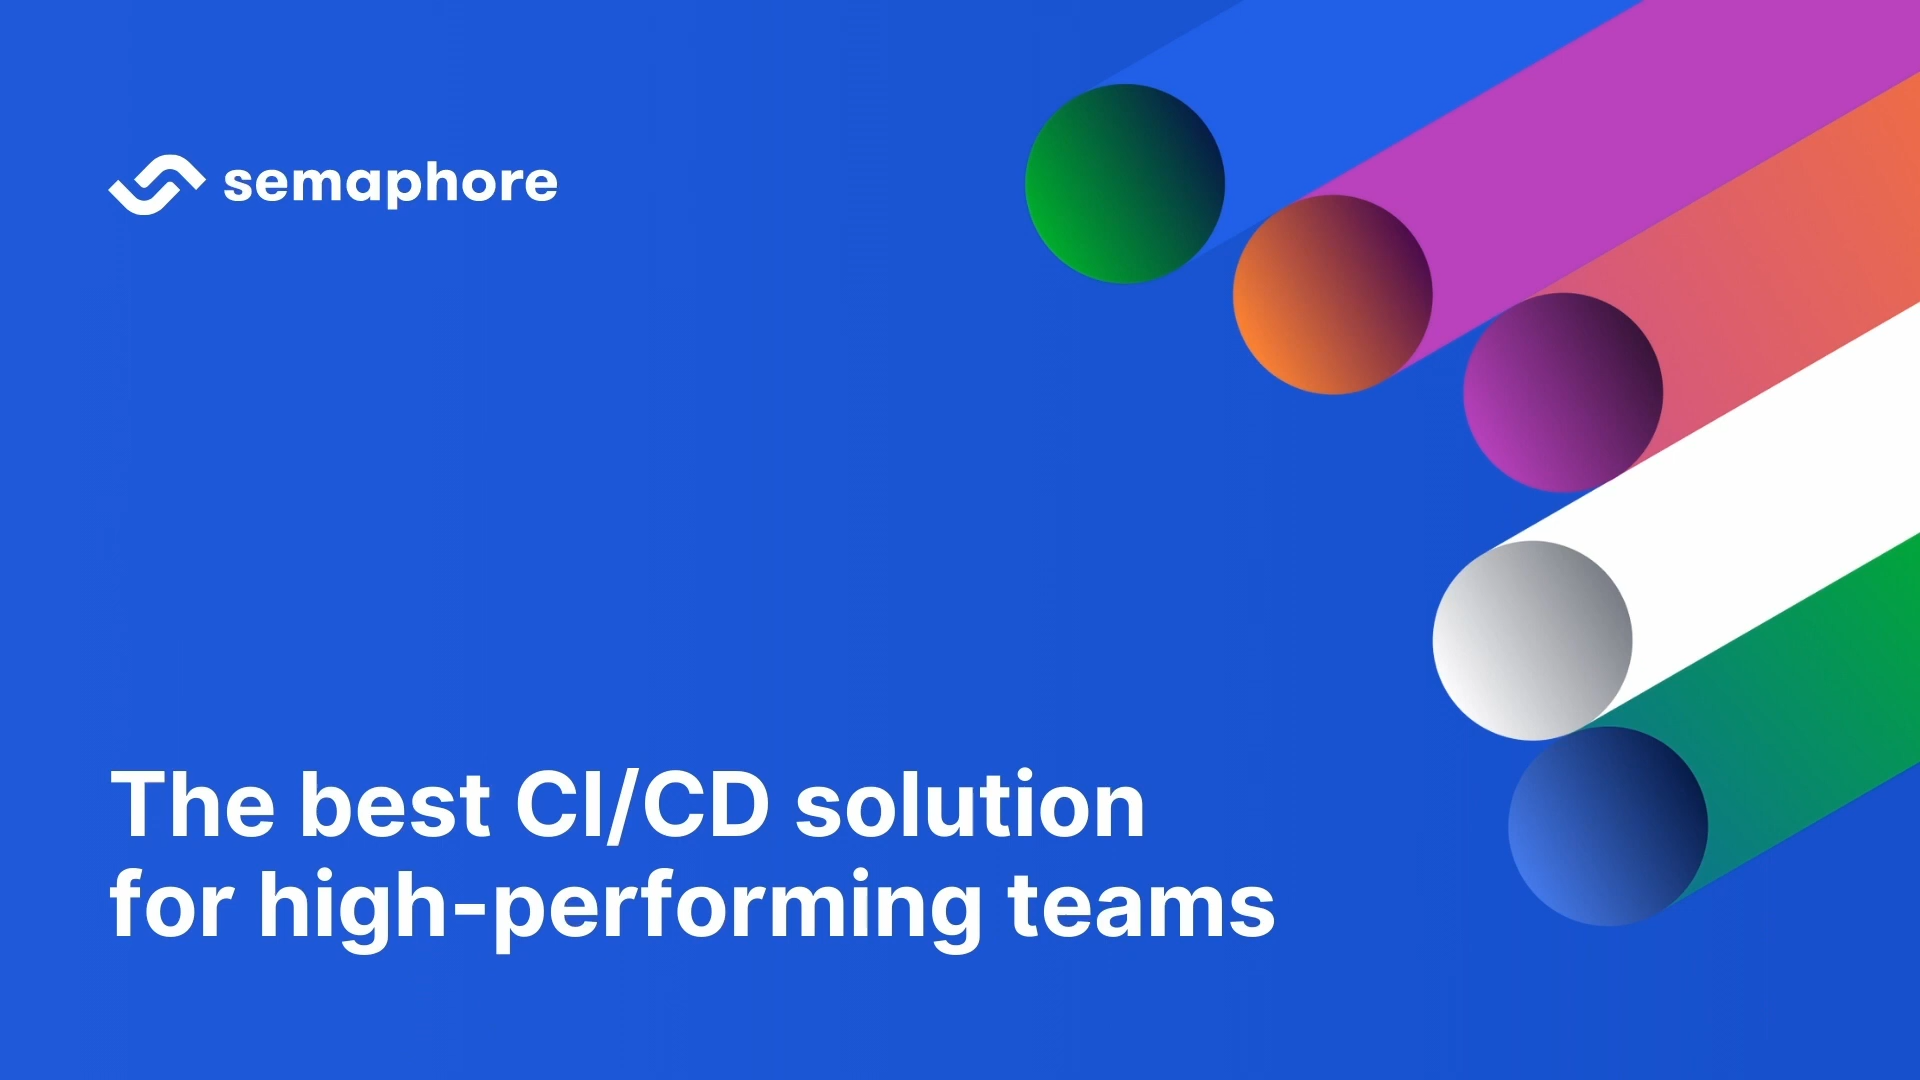 semaphore
The best CI/CD solution
for high-performing teams